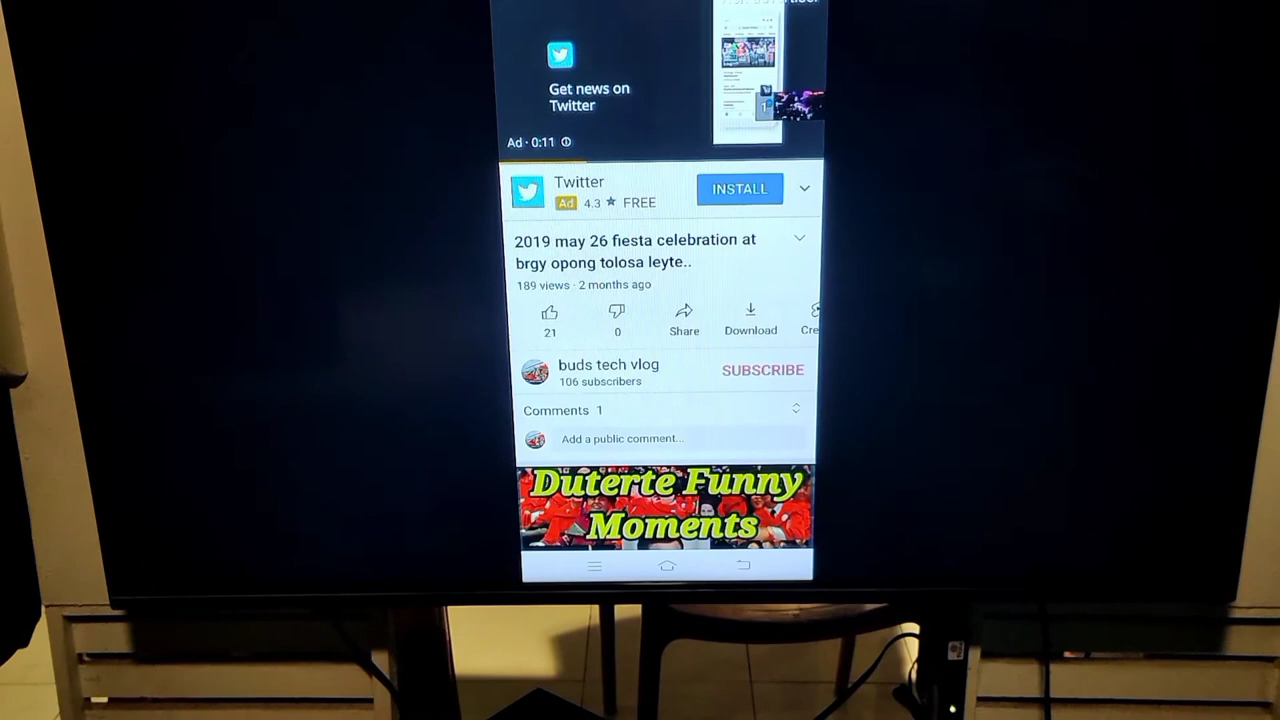 Get news on
Twitter
Ad · 0:11
Twitter
INSTALL
Ad 4.3 ★ FREE
2019 may 26 fiesta celebration at
brgy opong tolosa leyte..
189 views · 2 months ago
21
0
Share
Download
Cre
buds tech vlog
106 subscribers
SUBSCRIBE
Comments 1
Add a public comment...
Duterte Funny
Moments